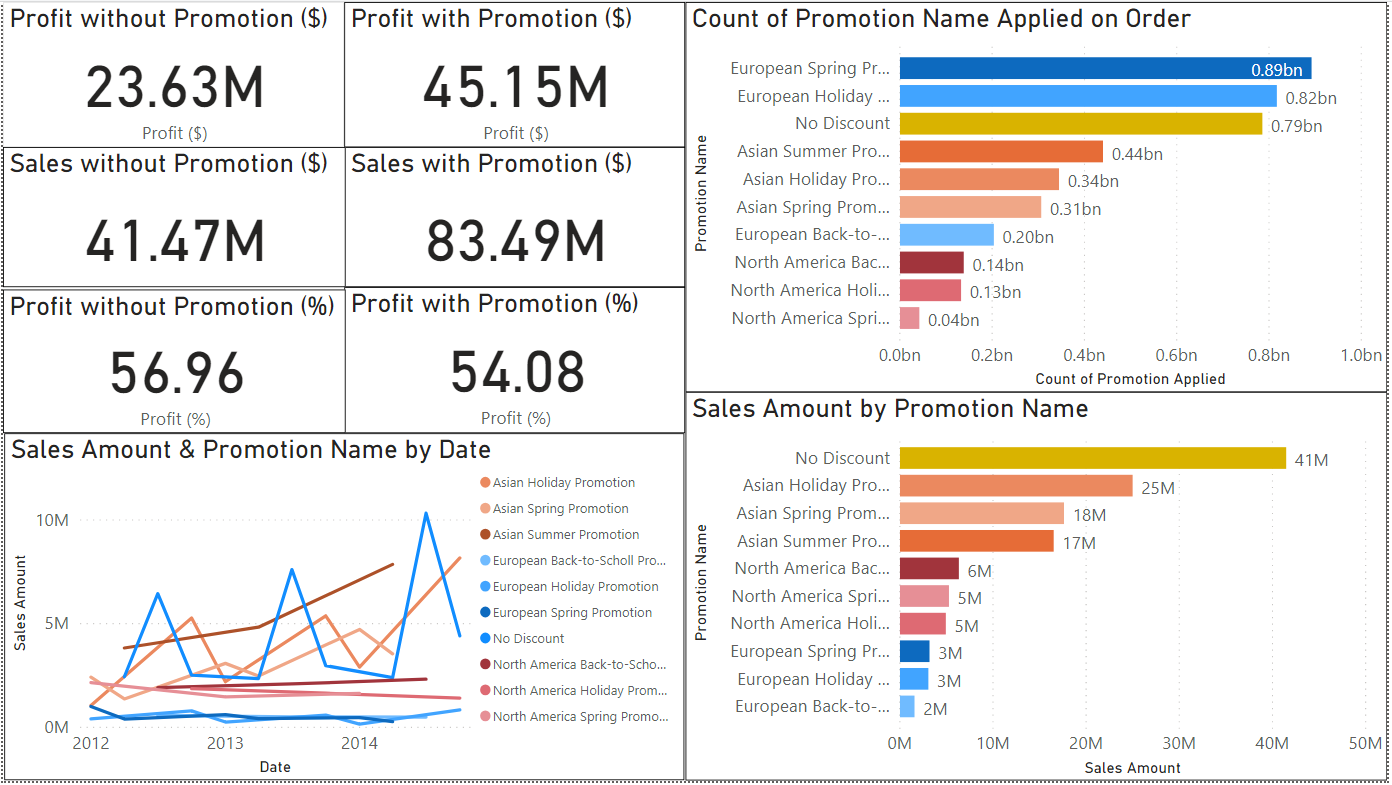 Profit without Promotion ($)
23.63M
Profit ($)
Profit with Promotion ($)
45.15M
Profit ($)
Sales without Promotion ($)
41.47M
Sales with Promotion ($)
83.49M
Profit without Promotion (%)
56.96
Profit (%)
Profit with Promotion (%)
54.08
Profit (%)
Sales Amount & Promotion Name by Date
Sales Amount
10M
5M
0M
2012
2013
2014
Date
Asian Holiday Promotion
Asian Spring Promotion
Asian Summer Promotion
European Back-to-Scholl Pro...
European Holiday Promotion
European Spring Promotion
No Discount
North America Back-to-Scho...
North America Holiday Prom...
North America Spring Promo...
Count of Promotion Name Applied on Order
Promotion Name
European Spring Pr... 0.89bn
European Holiday ... 0.82bn
No Discount 0.79bn
Asian Summer Pro... 0.44bn
Asian Holiday Pro... 0.34bn
Asian Spring Prom... 0.31bn
European Back-to-... 0.20bn
North America Bac... 0.14bn
North America Holi... 0.13bn
North America Spri... 0.04bn
0.0bn 0.2bn 0.4bn 0.6bn 0.8bn 1.0bn
Count of Promotion Applied
Sales Amount by Promotion Name
Promotion Name
No Discount 41M
Asian Holiday Pro... 25M
Asian Spring Prom... 18M
Asian Summer Pro... 17M
North America Bac... 6M
North America Spri... 5M
North America Holi... 5M
European Spring Pr... 3M
European Holiday ... 3M
European Back-to-... 2M
0M 10M 20M 30M 40M 50M
Sales Amount